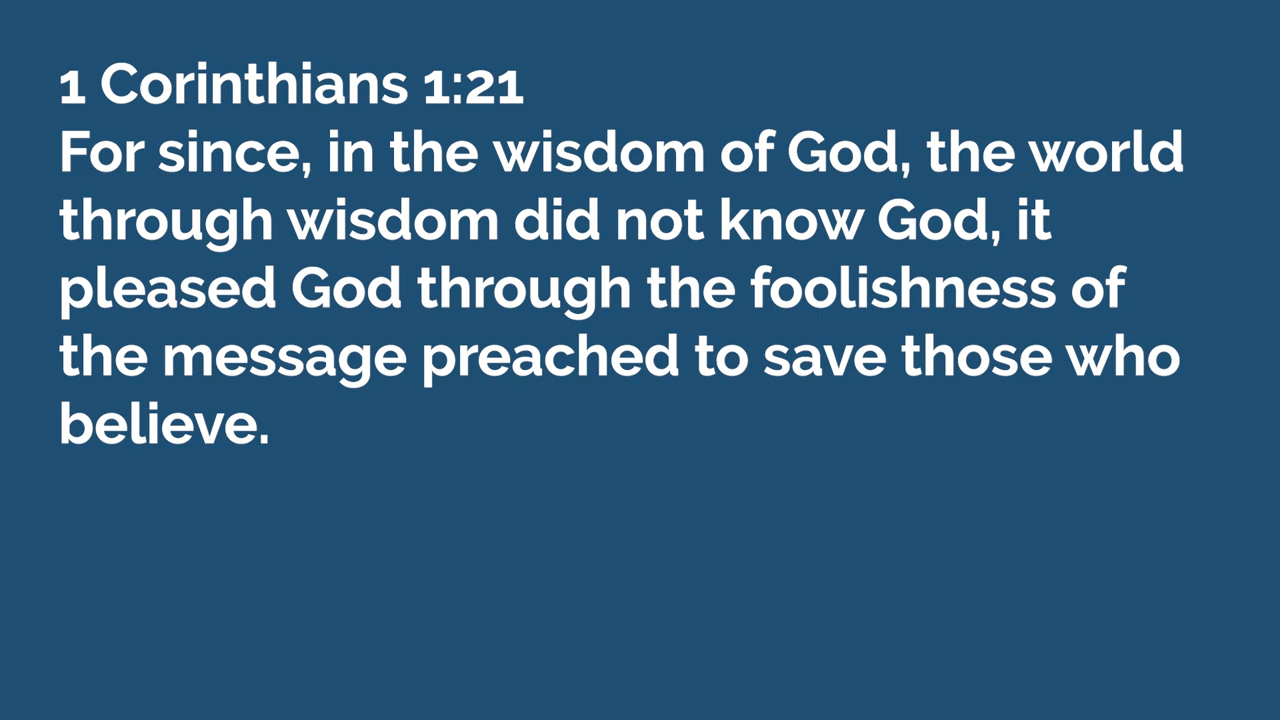 1 Corinthians 1:21
For since, in the wisdom of God, the world
through wisdom did not know God, it
pleased God through the foolishness of
the message preached to save those who
believe.